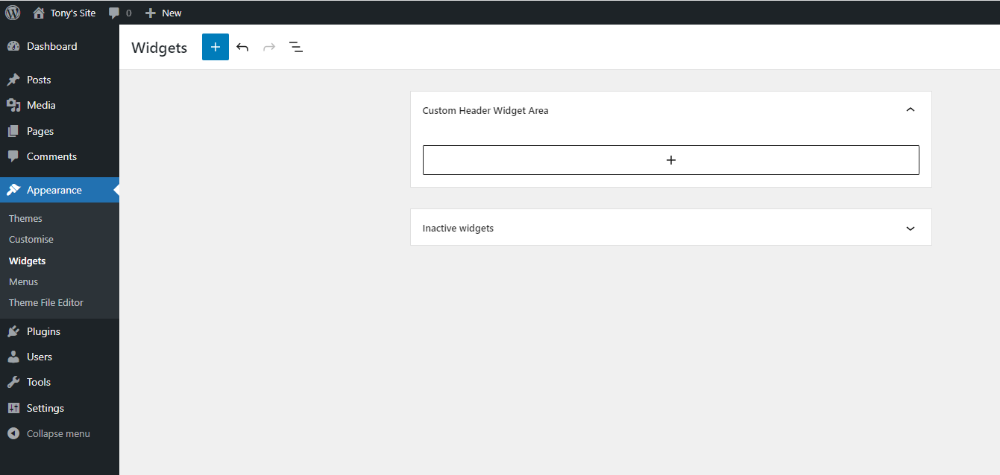 Tony's Site 0 New
Dashboard
Posts
Media
Pages
Comments
Appearance
Themes
Customise
Widgets
Menus
Theme File Editor
Plugins
Users
Tools
Settings
Collapse menu
Widgets
Custom Header Widget Area
Inactive widgets